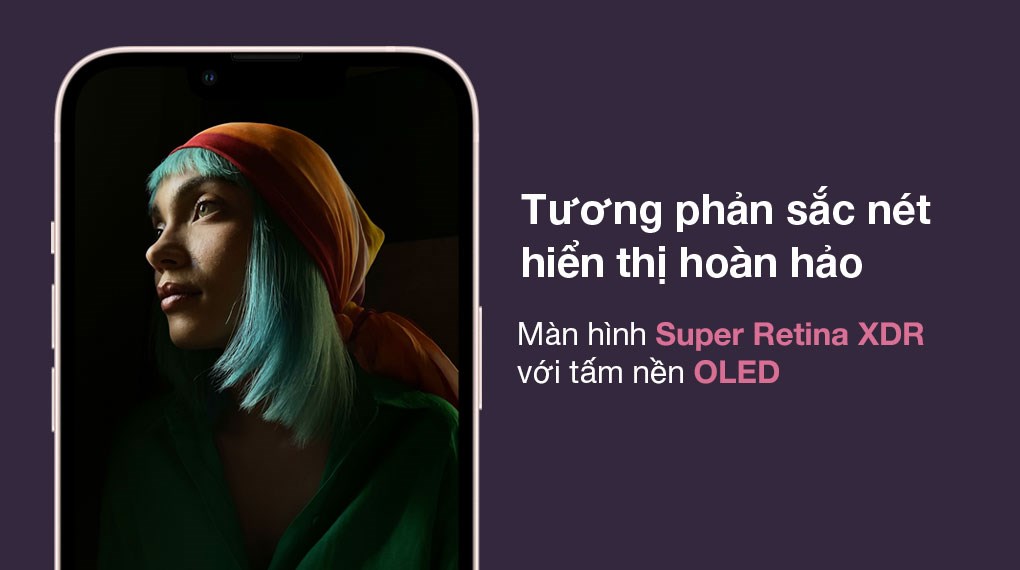 Tương phản sắc nét
hiển thị hoàn hảo
Màn hình Super Retina XDR
với tấm nền OLED